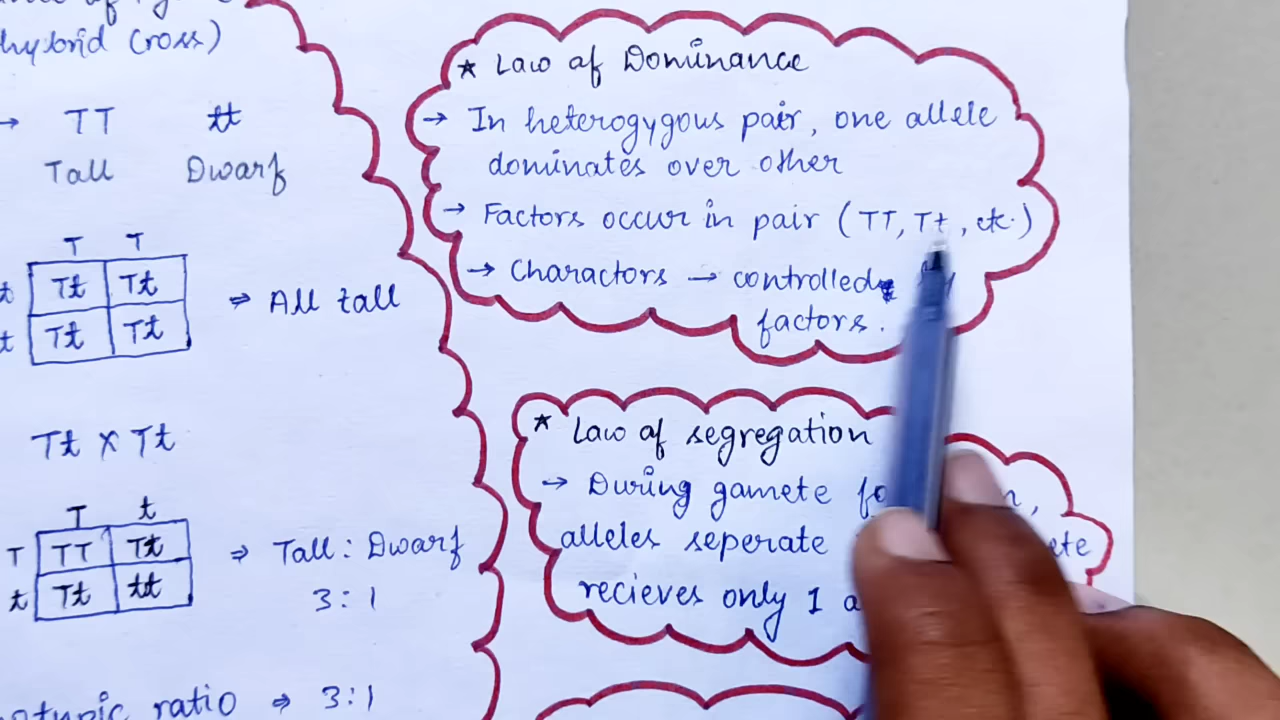 hybrid Cross)
→ TT tt
Tall Dwarf
T T
t Tt Tt
t Tt Tt
⇒ All tall
Tt X Tt
T t
T TT Tt
t Tt tt
⇒ Tall : Dwarf
3 : 1
ratio ⇒ 3:1
★ Law of Dominance
→ In heterogygous pair, one allele
dominates over other
→ Factors occur in pair (TT, Tt, etc.)
→ Charactors → controlled
factors.
★ Law of segregation
→ During gamete
alleles seperate
recieves only 1